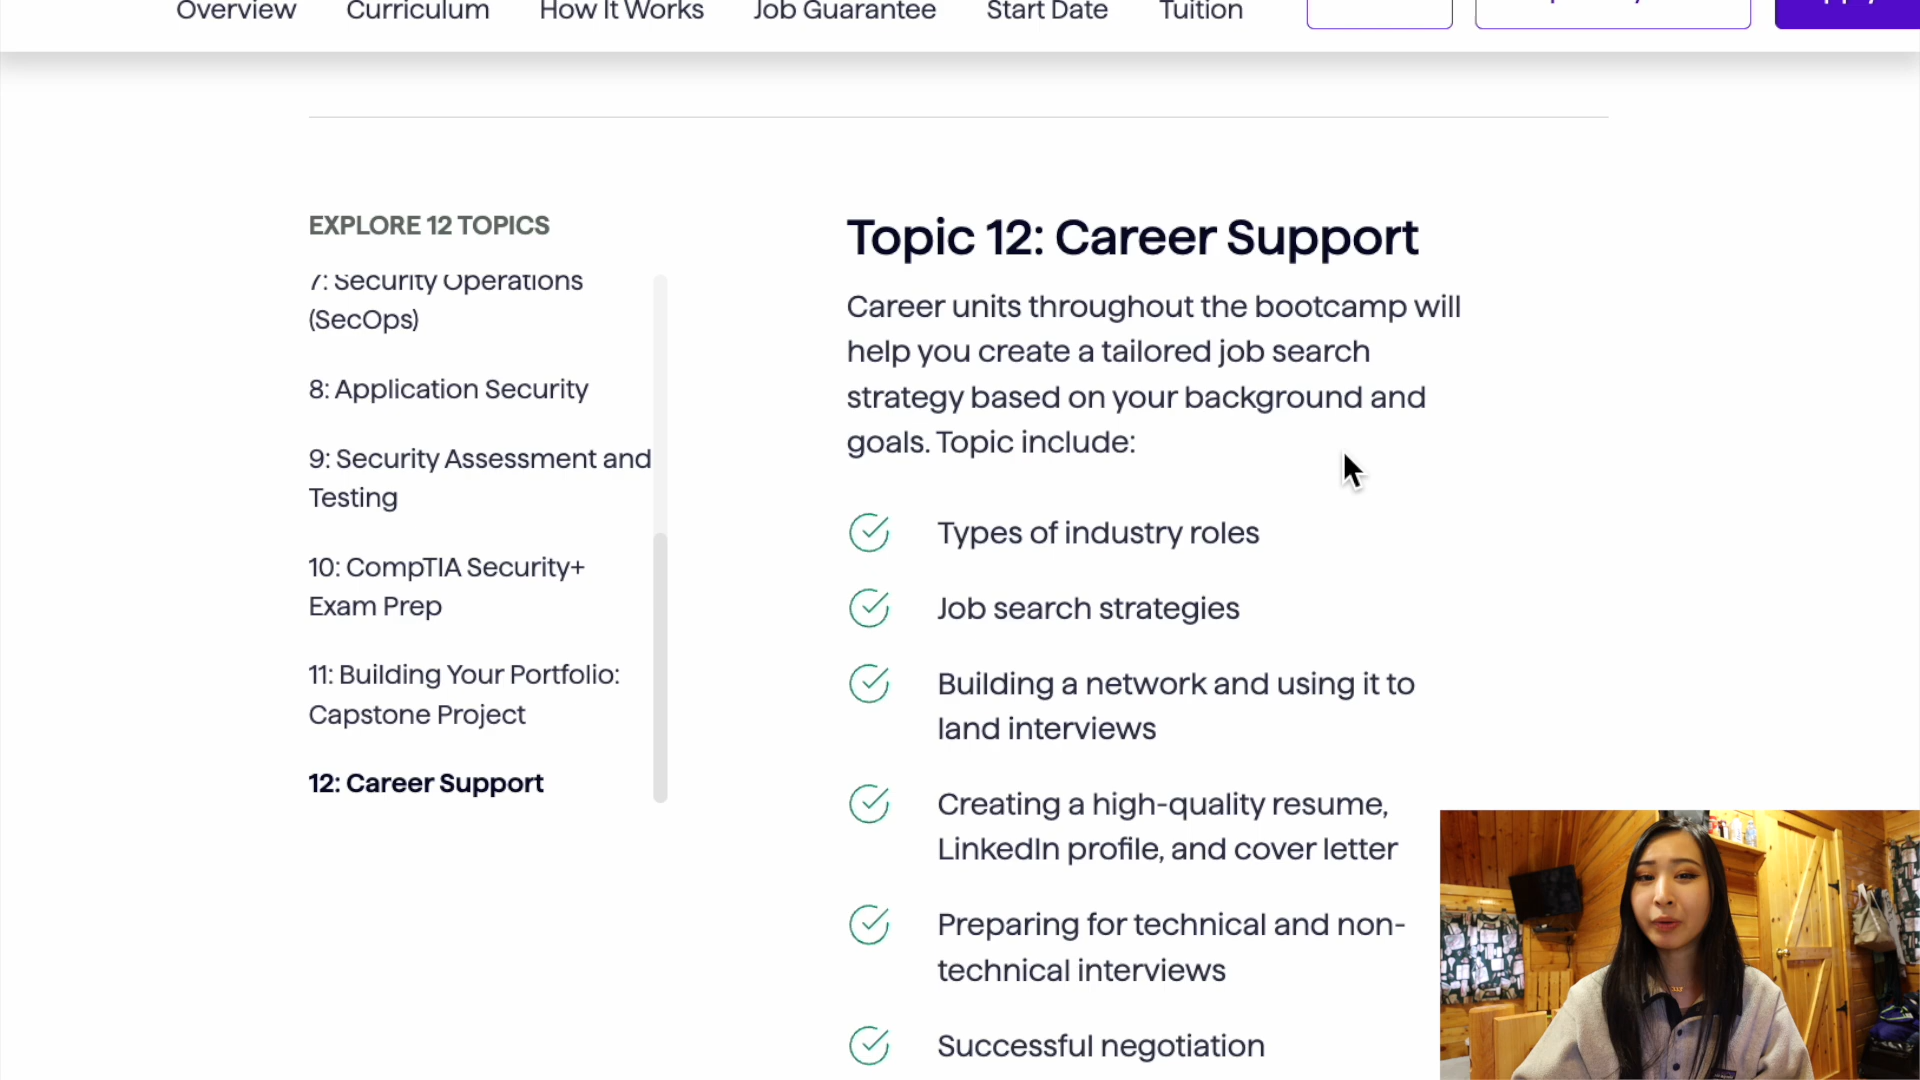 Overview Curriculum How It Works Job Guarantee Start Date Tuition
EXPLORE 12 TOPICS
7: Security Operations
(SecOps)
8: Application Security
9: Security Assessment and
Testing
10: CompTIA Security+
Exam Prep
11: Building Your Portfolio:
Capstone Project
12: Career Support
Topic 12: Career Support
Career units throughout the bootcamp will
help you create a tailored job search
strategy based on your background and
goals. Topic include:
Types of industry roles
Job search strategies
Building a network and using it to
land interviews
Creating a high-quality resume,
LinkedIn profile, and cover letter
Preparing for technical and non-
technical interviews
Successful negotiation